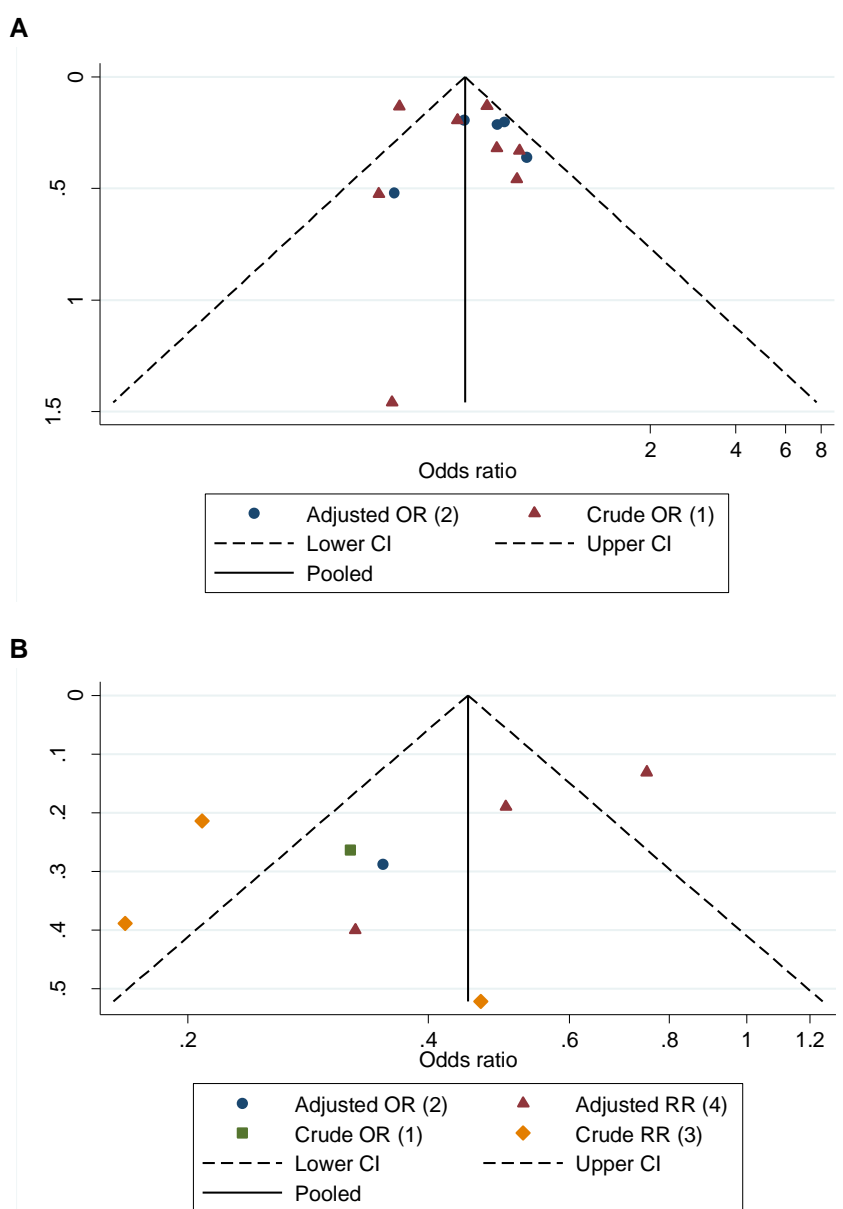 A
0
.5
1
1.5
2 4 6 8
Odds ratio
Adjusted OR (2) Crude OR (1)
Lower CI Upper CI
Pooled
B
0
.1
.2
.3
.4
.5
.2 .4 .6 .8 1 1.2
Odds ratio
Adjusted OR (2) Adjusted RR (4)
Crude OR (1) Crude RR (3)
Lower CI Upper CI
Pooled